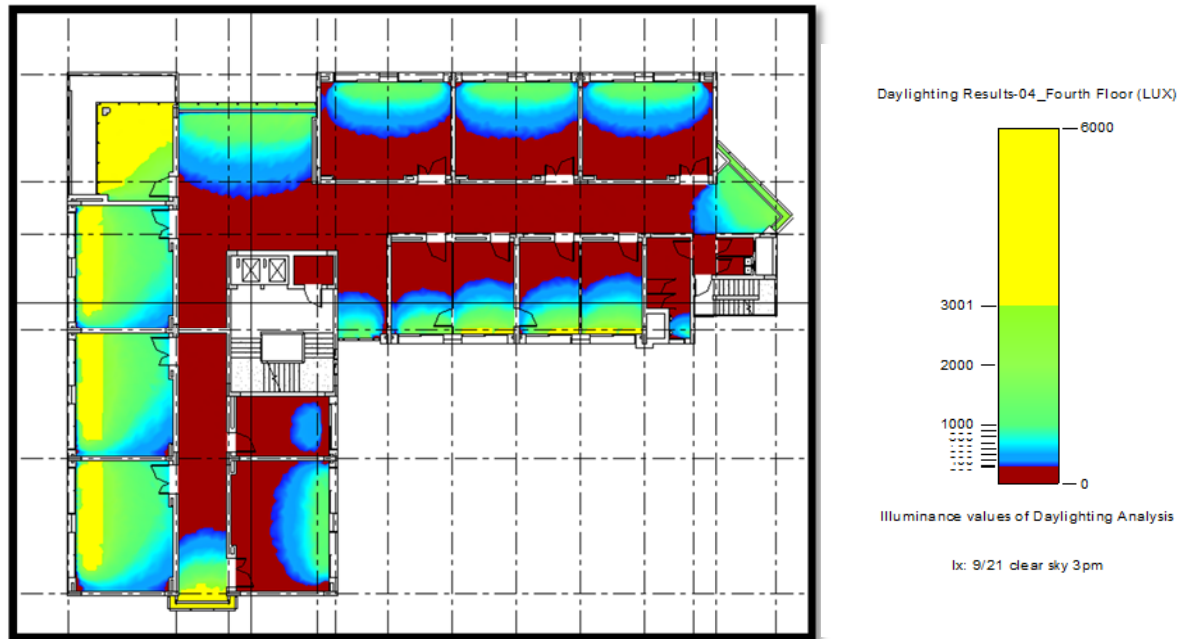 Daylighting Results-04_Fourth Floor (LUX)
6000
3001
2000
1000
0
Illuminance values of Daylighting Analysis
lx: 9/21 clear sky 3pm